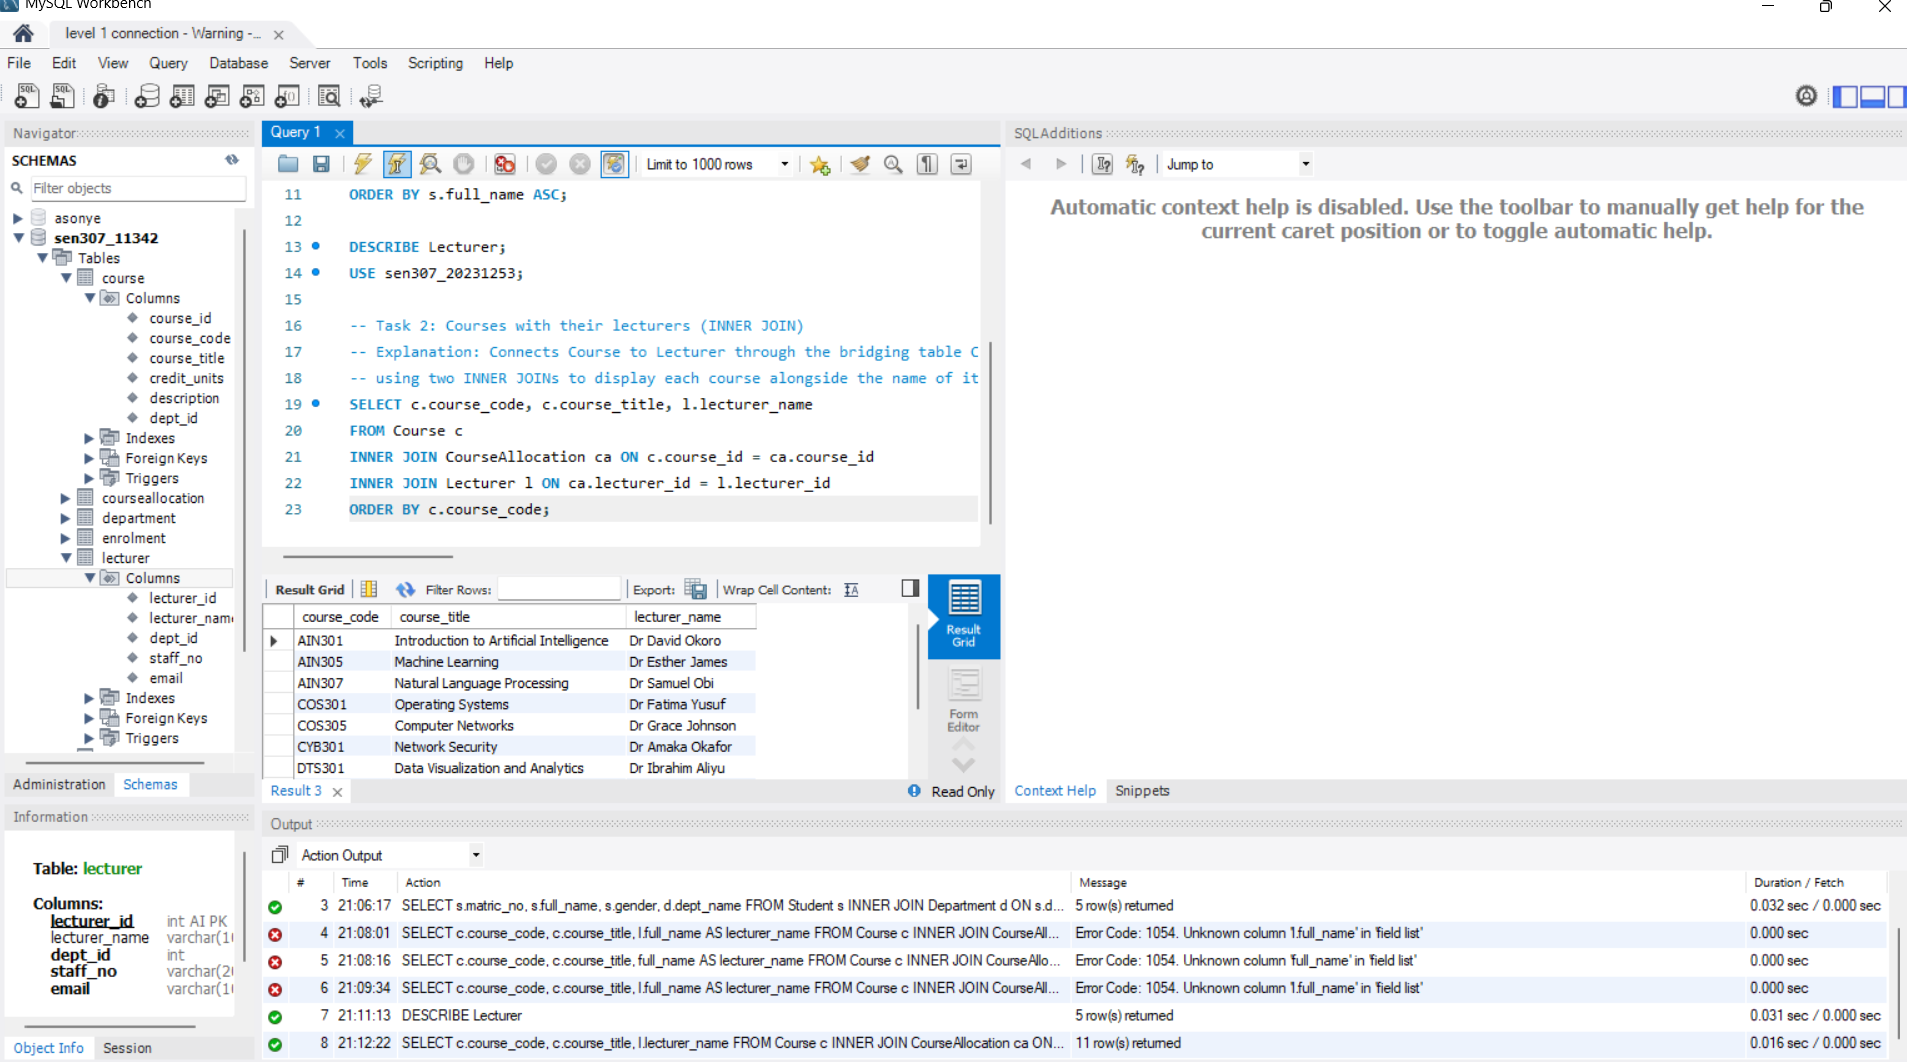 MySQL Workbench
level 1 connection - Warning -...
File Edit View Query Database Server Tools Scripting Help
Navigator
SCHEMAS
Filter objects
asonye
sen307_11342
Tables
course
Columns
course_id
course_code
course_title
credit_units
description
dept_id
Indexes
Foreign Keys
Triggers
courseallocation
department
enrolment
lecturer
Columns
lecturer_id
lecturer_nam
dept_id
staff_no
email
Indexes
Foreign Keys
Triggers
Administration Schemas
Information
Table: lecturer
Columns:
lecturer_id int AI PK
lecturer_name varchar(1
dept_id int
staff_no varchar(2
email varchar(1
Object Info Session
Query 1
Limit to 1000 rows
11 ORDER BY s.full_name ASC;
12
13 DESCRIBE Lecturer;
14 USE sen307_20231253;
15
16 -- Task 2: Courses with their lecturers (INNER JOIN)
17 -- Explanation: Connects Course to Lecturer through the bridging table C
18 -- using two INNER JOINs to display each course alongside the name of it
19 SELECT c.course_code, c.course_title, l.lecturer_name
20 FROM Course c
21 INNER JOIN CourseAllocation ca ON c.course_id = ca.course_id
22 INNER JOIN Lecturer l ON ca.lecturer_id = l.lecturer_id
23 ORDER BY c.course_code;
Result Grid Filter Rows: Export: Wrap Cell Content:
course_code course_title lecturer_name
AIN301 Introduction to Artificial Intelligence Dr David Okoro
AIN305 Machine Learning Dr Esther James
AIN307 Natural Language Processing Dr Samuel Obi
COS301 Operating Systems Dr Fatima Yusuf
COS305 Computer Networks Dr Grace Johnson
CYB301 Network Security Dr Amaka Okafor
DTS301 Data Visualization and Analytics Dr Ibrahim Aliyu
Result Grid
Form Editor
Result 3
Read Only
SQLAdditions
Jump to
Automatic context help is disabled. Use the toolbar to manually get help for the
current caret position or to toggle automatic help.
Context Help Snippets
Output
Action Output
# Time Action Message Duration / Fetch
3 21:06:17 SELECT s.matric_no, s.full_name, s.gender, d.dept_name FROM Student s INNER JOIN Department d ON s.d... 5 row(s) returned 0.032 sec / 0.000 sec
4 21:08:01 SELECT c.course_code, c.course_title, l.full_name AS lecturer_name FROM Course c INNER JOIN CourseAll... Error Code: 1054. Unknown column 'l.full_name' in 'field list' 0.000 sec
5 21:08:16 SELECT c.course_code, c.course_title, full_name AS lecturer_name FROM Course c INNER JOIN CourseAllo... Error Code: 1054. Unknown column 'full_name' in 'field list' 0.000 sec
6 21:09:34 SELECT c.course_code, c.course_title, l.full_name AS lecturer_name FROM Course c INNER JOIN CourseAll... Error Code: 1054. Unknown column 'l.full_name' in 'field list' 0.000 sec
7 21:11:13 DESCRIBE Lecturer 5 row(s) returned 0.031 sec / 0.000 sec
8 21:12:22 SELECT c.course_code, c.course_title, l.lecturer_name FROM Course c INNER JOIN CourseAllocation ca ON... 11 row(s) returned 0.016 sec / 0.000 sec